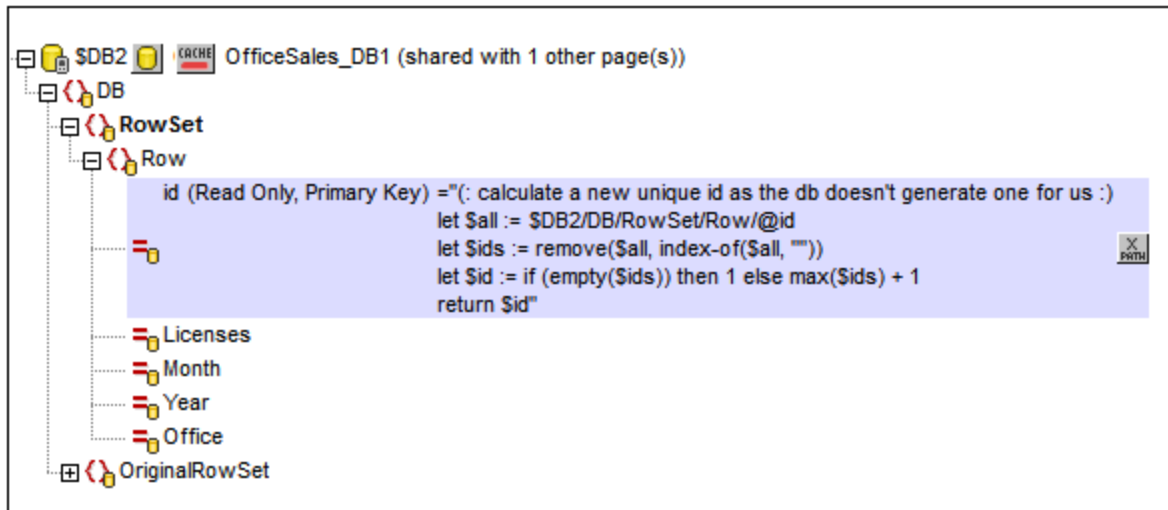 $DB2 CACHE OfficeSales_DB1 (shared with 1 other page(s))
DB
RowSet
Row
id (Read Only, Primary Key) ="(: calculate a new unique id as the db doesn't generate one for us :)
let $all := $DB2/DB/RowSet/Row/@id
let $ids := remove($all, index-of($all, ""))
let $id := if (empty($ids)) then 1 else max($ids) + 1
return $id"
X PATH
Licenses
Month
Year
Office
OriginalRowSet